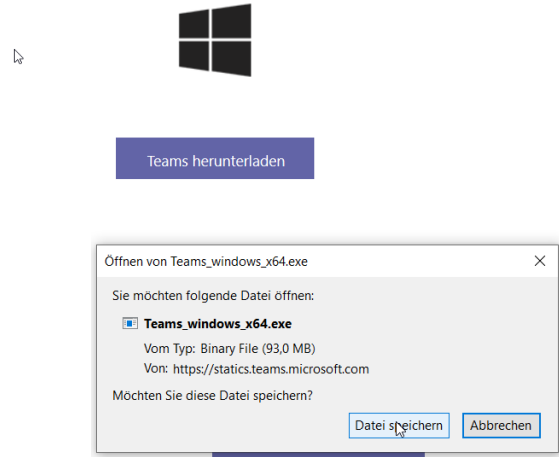 Teams herunterladen
Öffnen von Teams_windows_x64.exe
Sie möchten folgende Datei öffnen:
Teams_windows_x64.exe
Vom Typ: Binary File (93,0 MB)
Von: https://statics.teams.microsoft.com
Möchten Sie diese Datei speichern?
Datei speichern Abbrechen